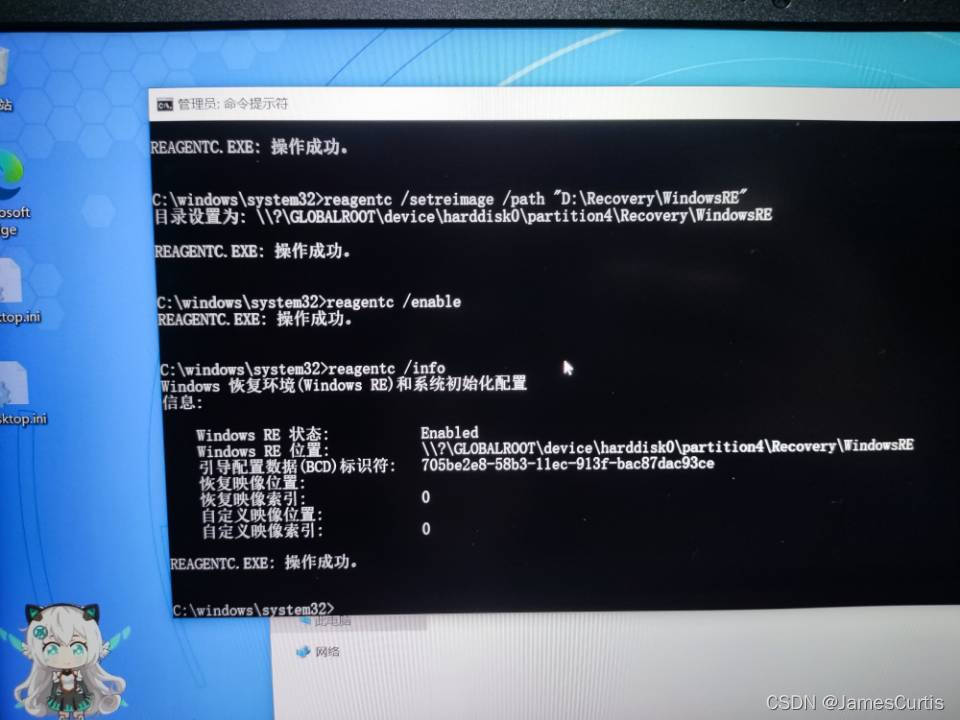 管理员: 命令提示符
REAGENTC.EXE: 操作成功。
C:\windows\system32>reagentc /setreimage /path "D:\Recovery\WindowsRE"
目录设置为: \\?\GLOBALROOT\device\harddisk0\partition4\Recovery\WindowsRE
REAGENTC.EXE: 操作成功。
C:\windows\system32>reagentc /enable
REAGENTC.EXE: 操作成功。
C:\windows\system32>reagentc /info
Windows 恢复环境(Windows RE)和系统初始化配置
信息:
Windows RE 状态: Enabled
Windows RE 位置: \\?\GLOBALROOT\device\harddisk0\partition4\Recovery\WindowsRE
引导配置数据(BCD)标识符: 705be2e8-58b3-11ec-913f-bac87dac93ce
恢复映像位置:
恢复映像索引: 0
自定义映像位置:
自定义映像索引: 0
REAGENTC.EXE: 操作成功。
C:\windows\system32>
站
osoft
ge
top.ini
ktop.ini
此电脑
网络
CSDN @JamesCurtis